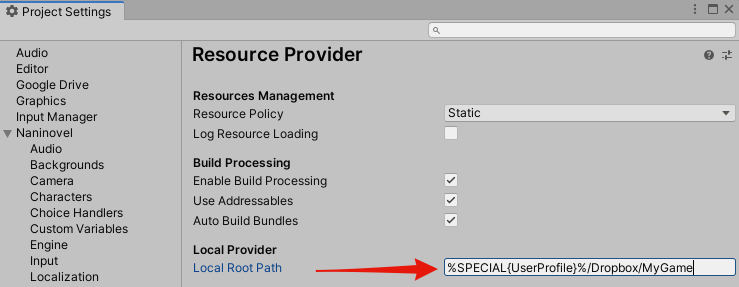 Project Settings
Audio
Editor
Google Drive
Graphics
Input Manager
Naninovel
Audio
Backgrounds
Camera
Characters
Choice Handlers
Custom Variables
Engine
Input
Localization
Resource Provider
Resources Management
Resource Policy Static
Log Resource Loading
Build Processing
Enable Build Processing
Use Addressables
Auto Build Bundles
Local Provider
Local Root Path %SPECIAL{UserProfile}%/Dropbox/MyGame